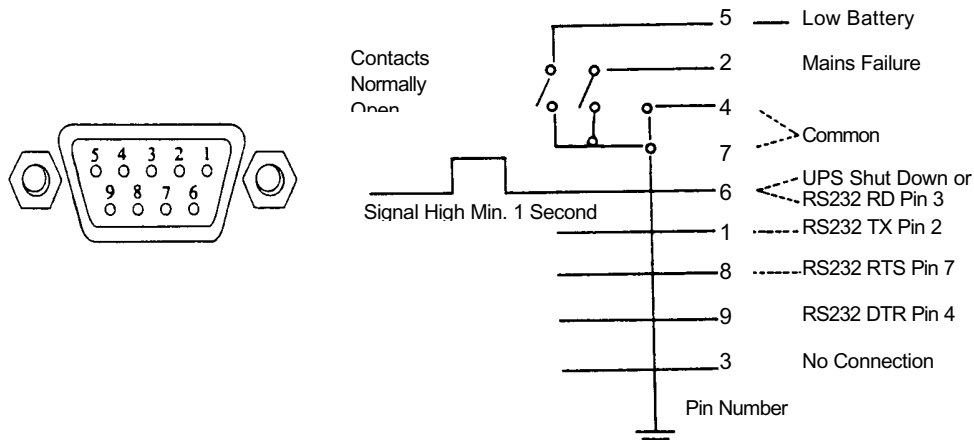 5 Low Battery
Contacts
Normally
Open
2 Mains Failure
4
Common
7
5 4 3 2 1
9 8 7 6
6 UPS Shut Down or
RS232 RD Pin 3
Signal High Min. 1 Second
1 RS232 TX Pin 2
8 RS232 RTS Pin 7
9 RS232 DTR Pin 4
3 No Connection
Pin Number